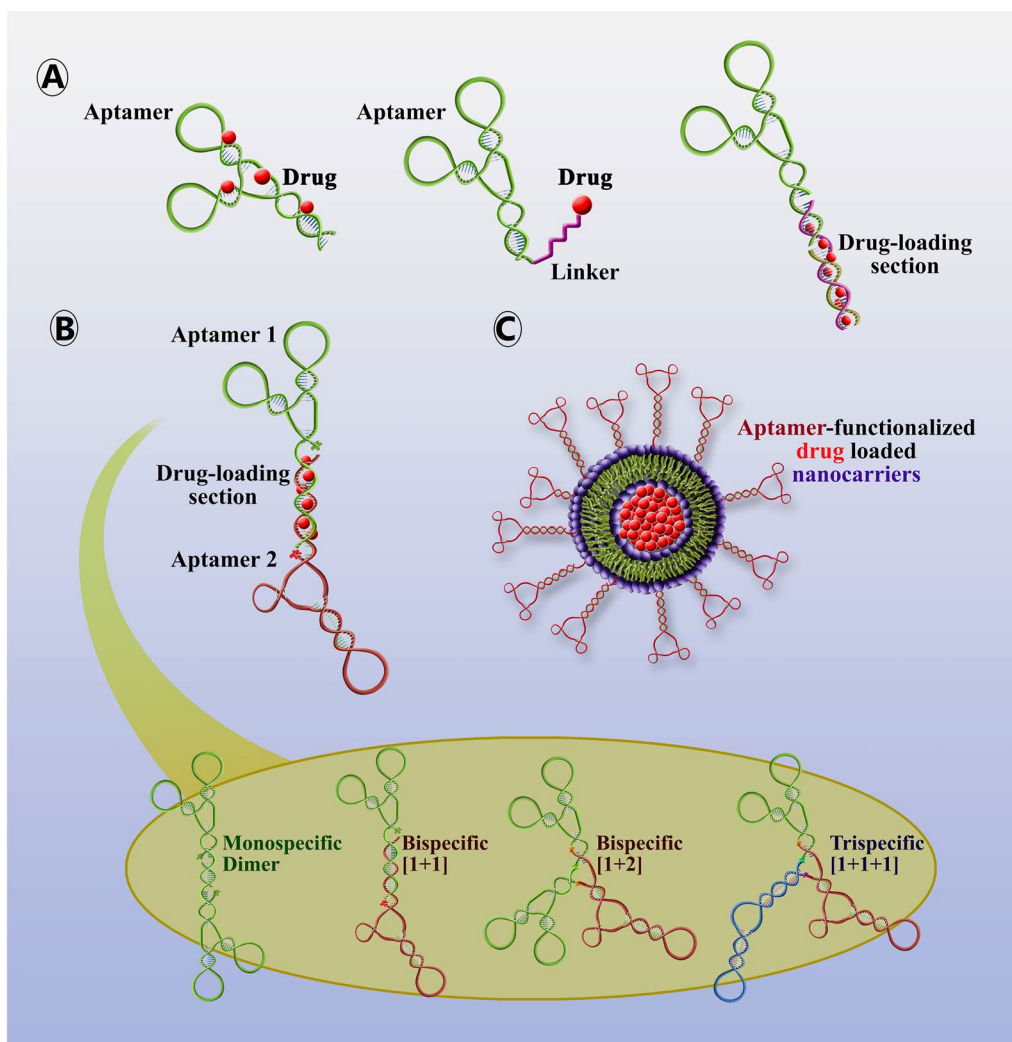 A
Aptamer
Drug
Aptamer
Drug
Linker
Drug-loading
section
B
Aptamer 1
Drug-loading
section
Aptamer 2
C
Aptamer-functionalized
drug loaded
nanocarriers
Monospecific
Dimer
Bispecific
[1+1]
Bispecific
[1+2]
Trispecific
[1+1+1]